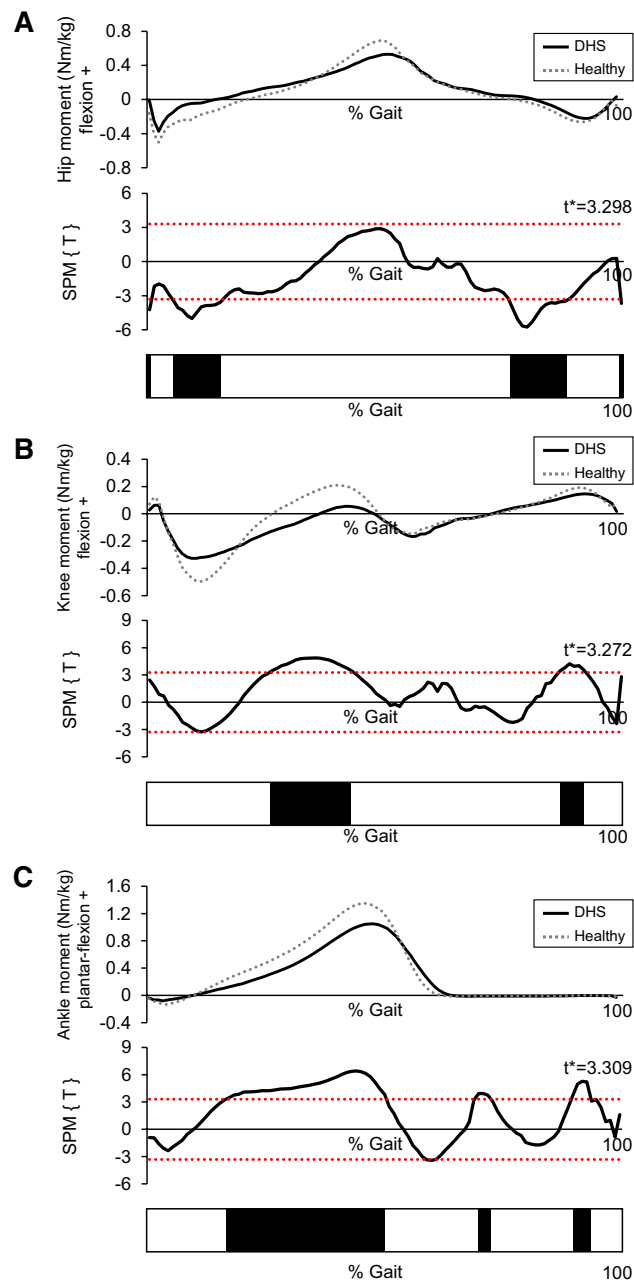 A
Hip moment (Nm/kg)
flexion +
0.8
0.4
0
-0.4
-0.8
DHS
Healthy
% Gait
100
SPM { T }
6
3
0
-3
-6
t*=3.298
% Gait
100
% Gait
100
B
Knee moment (Nm/kg)
flexion +
0.4
0.2
0
-0.2
-0.4
-0.6
DHS
Healthy
% Gait
100
SPM { T }
9
6
3
0
-3
-6
t*=3.272
% Gait
100
% Gait
100
C
Ankle moment (Nm/kg)
plantar-flexion +
1.6
1.2
0.8
0.4
0
-0.4
DHS
Healthy
% Gait
100
SPM { T }
9
6
3
0
-3
-6
t*=3.309
% Gait
100
% Gait
100